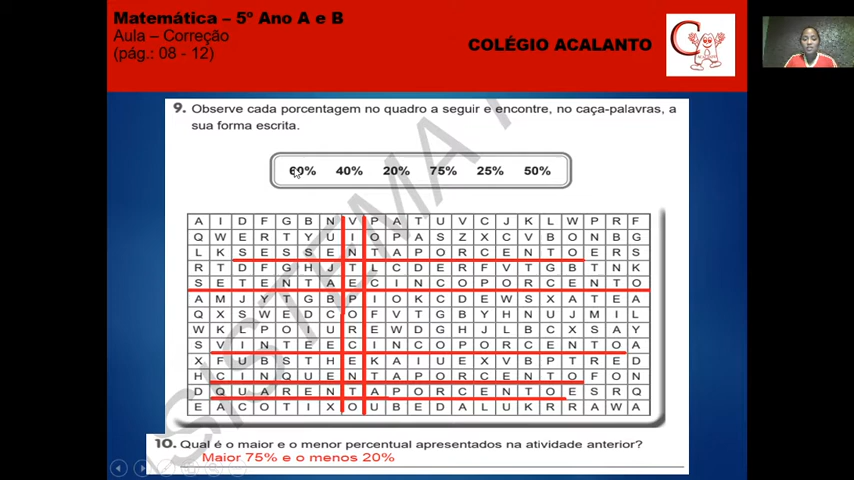 Matemática – 5º Ano A e B
Aula – Correção
(pág.: 08 - 12)
COLÉGIO ACALANTO
C
9. Observe cada porcentagem no quadro a seguir e encontre, no caça-palavras, a
sua forma escrita.
60% 40% 20% 75% 25% 50%
A I D F G B N V P A T U V C J K L W P R F
Q W E R T Y U I O P A S Z X C V B O N B G
L K S E S S E N T A P O R C E N T O E R S
R T D F G H J T L C D E R F V T G B T N K
S E T E N T A E C I N C O P O R C E N T O
A M J Y T G B P I O K C D E W S X A T E A
Q X S W E D C O F V T G B Y H N U J M I L
W K L P O I U R E W D G H J L B C X S A Y
S V I N T E E C I N C O P O R C E N T O A
X F U B S T H E K A I U E X V B P T R E D
H C I N Q U E N T A P O R C E N T O F O N
D Q U A R E N T A P O R C E N T O E S R Q
E A C O T I X O U B E D A L U K R R A W A
10. Qual é o maior e o menor percentual apresentados na atividade anterior?
Maior 75% e o menos 20%
SISTEMA